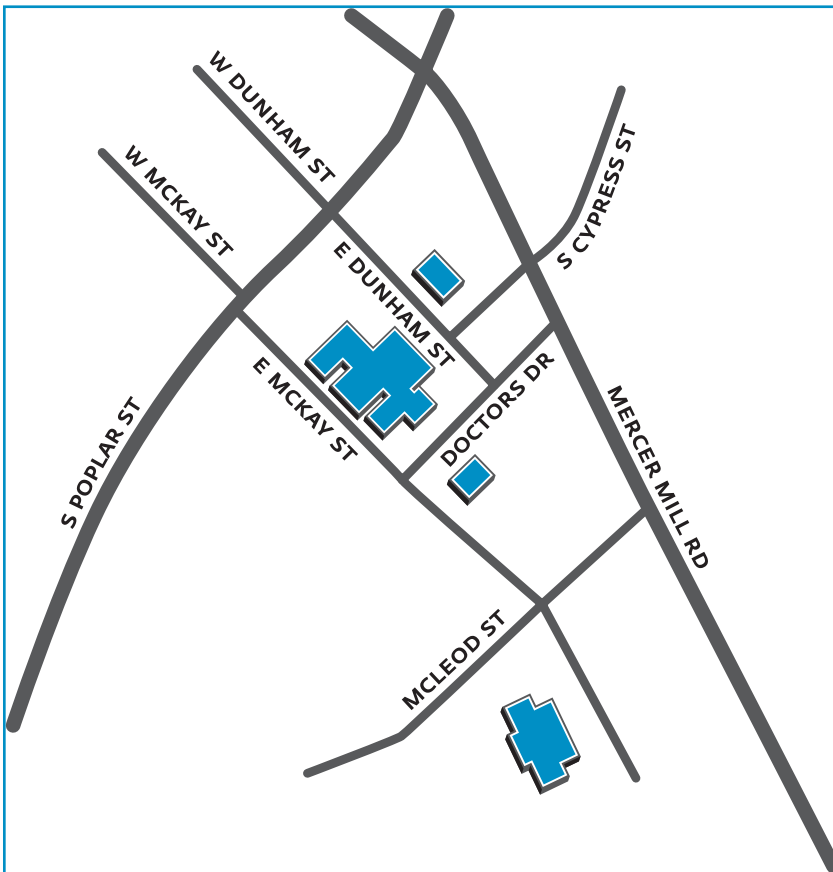 W DUNHAM ST
W MCKAY ST
S CYPRESS ST
E DUNHAM ST
E MCKAY ST
DOCTORS DR
S POPLAR ST
MERCER MILL RD
MCLEOD ST